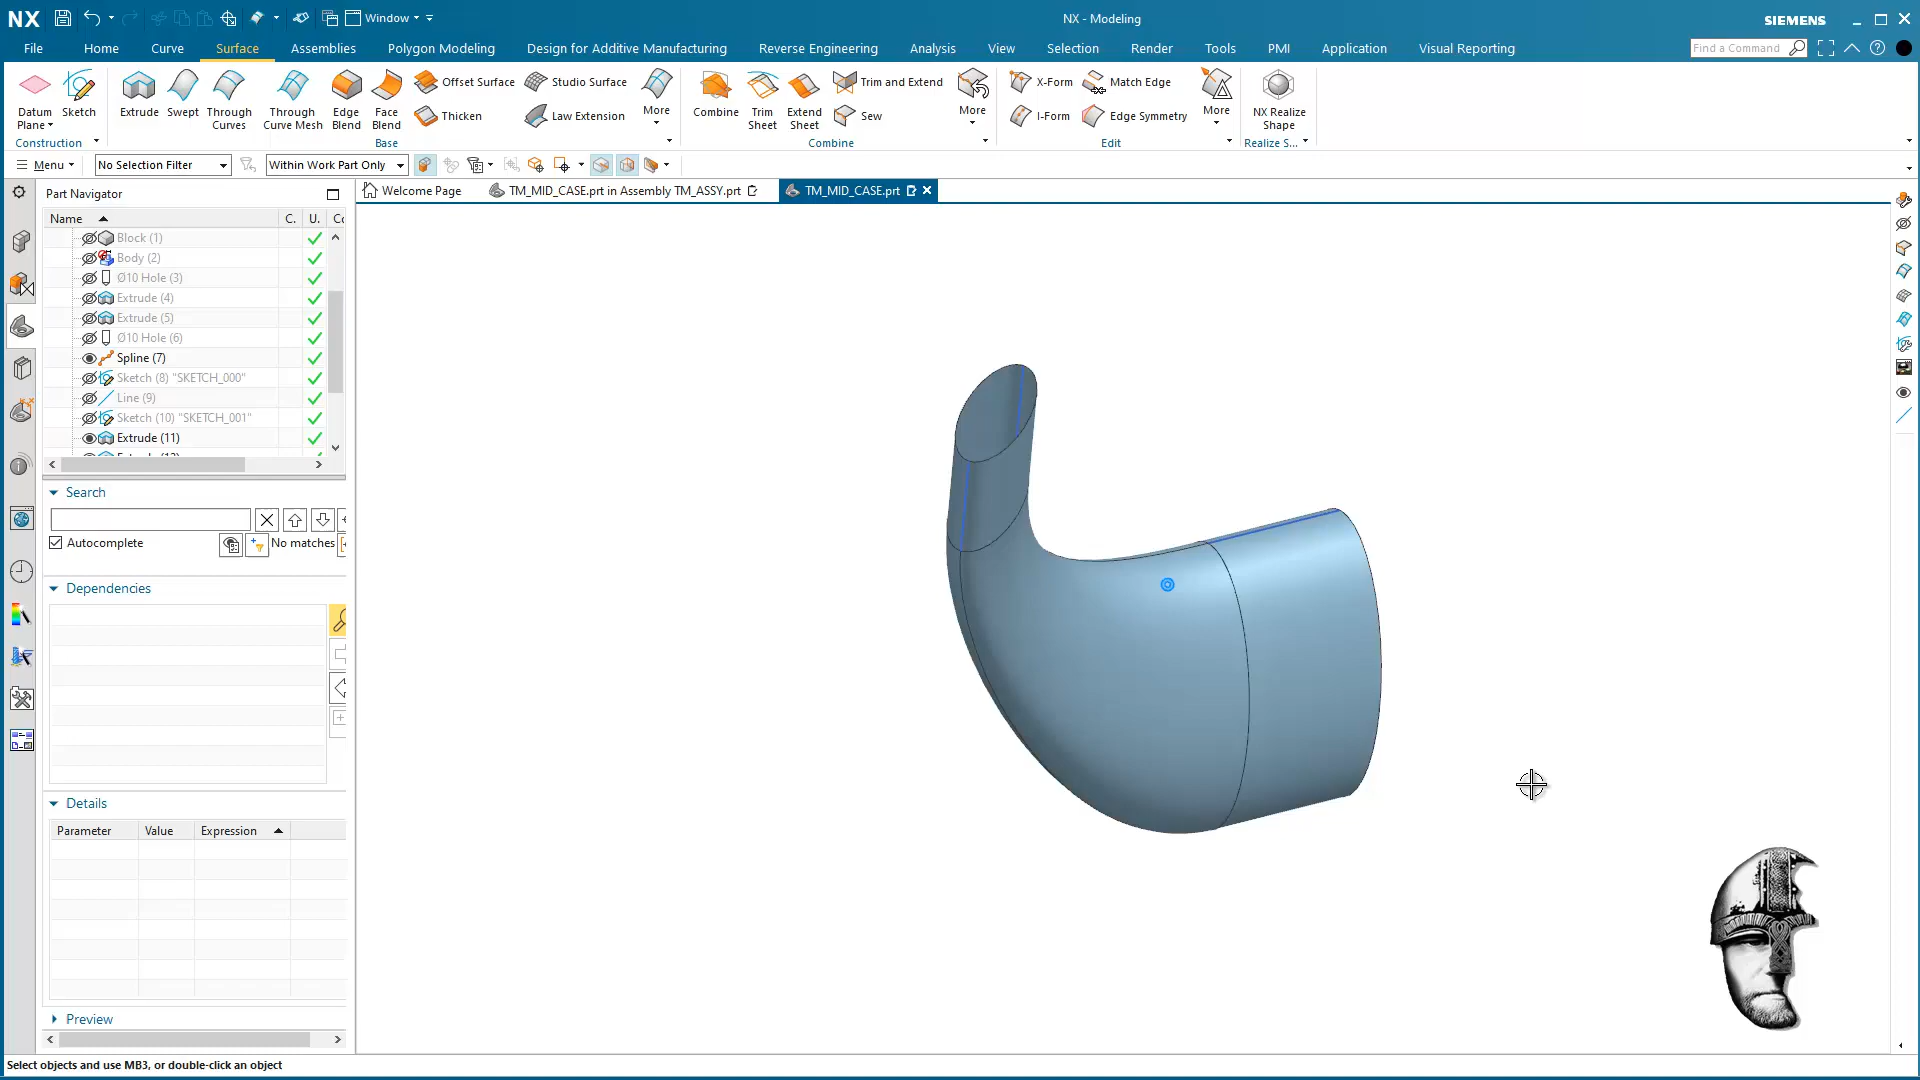 NX
Window
NX - Modeling
SIEMENS
File
Home
Curve
Surface
Assemblies
Polygon Modeling
Design for Additive Manufacturing
Reverse Engineering
Analysis
View
Selection
Render
Tools
PMI
Application
Visual Reporting
Find a Command
Datum Plane
Sketch
Extrude
Swept
Through Curves
Through Curve Mesh
Edge Blend
Face Blend
Offset Surface
Thicken
Studio Surface
Law Extension
More
Combine
Trim Sheet
Extend Sheet
Trim and Extend
Sew
More
X-Form
I-Form
Match Edge
Edge Symmetry
More
NX Realize Shape
Construction
Base
Combine
Edit
Realize S...
Menu
No Selection Filter
Within Work Part Only
Part Navigator
Welcome Page
TM_MID_CASE.prt in Assembly TM_ASSY.prt
TM_MID_CASE.prt
Name
C.
U.
Block (1)
Body (2)
Ø10 Hole (3)
Extrude (4)
Extrude (5)
Ø10 Hole (6)
Spline (7)
Sketch (8) "SKETCH_000"
Line (9)
Sketch (10) "SKETCH_001"
Extrude (11)
Search
Autocomplete
No matches
Dependencies
Details
Parameter
Value
Expression
Preview
Select objects and use MB3, or double-click an object